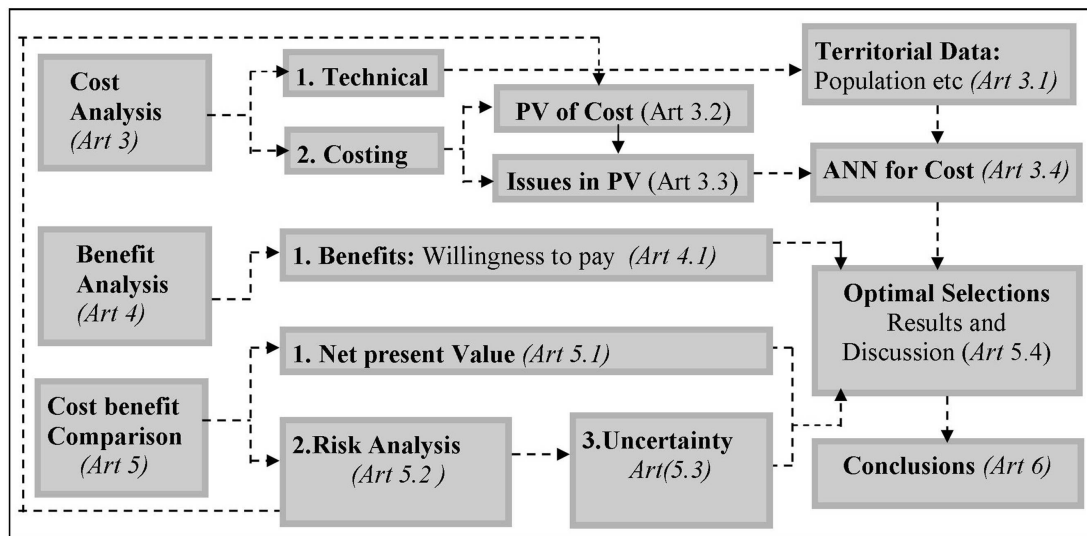 Cost
Analysis
(Art 3)
1. Technical
2. Costing
PV of Cost (Art 3.2)
Issues in PV (Art 3.3)
Territorial Data:
Population etc (Art 3.1)
ANN for Cost (Art 3.4)
Benefit
Analysis
(Art 4)
1. Benefits: Willingness to pay (Art 4.1)
Optimal Selections
Results and
Discussion (Art 5.4)
Cost benefit
Comparison
(Art 5)
1. Net present Value (Art 5.1)
2.Risk Analysis
(Art 5.2 )
3.Uncertainty
Art(5.3)
Conclusions (Art 6)